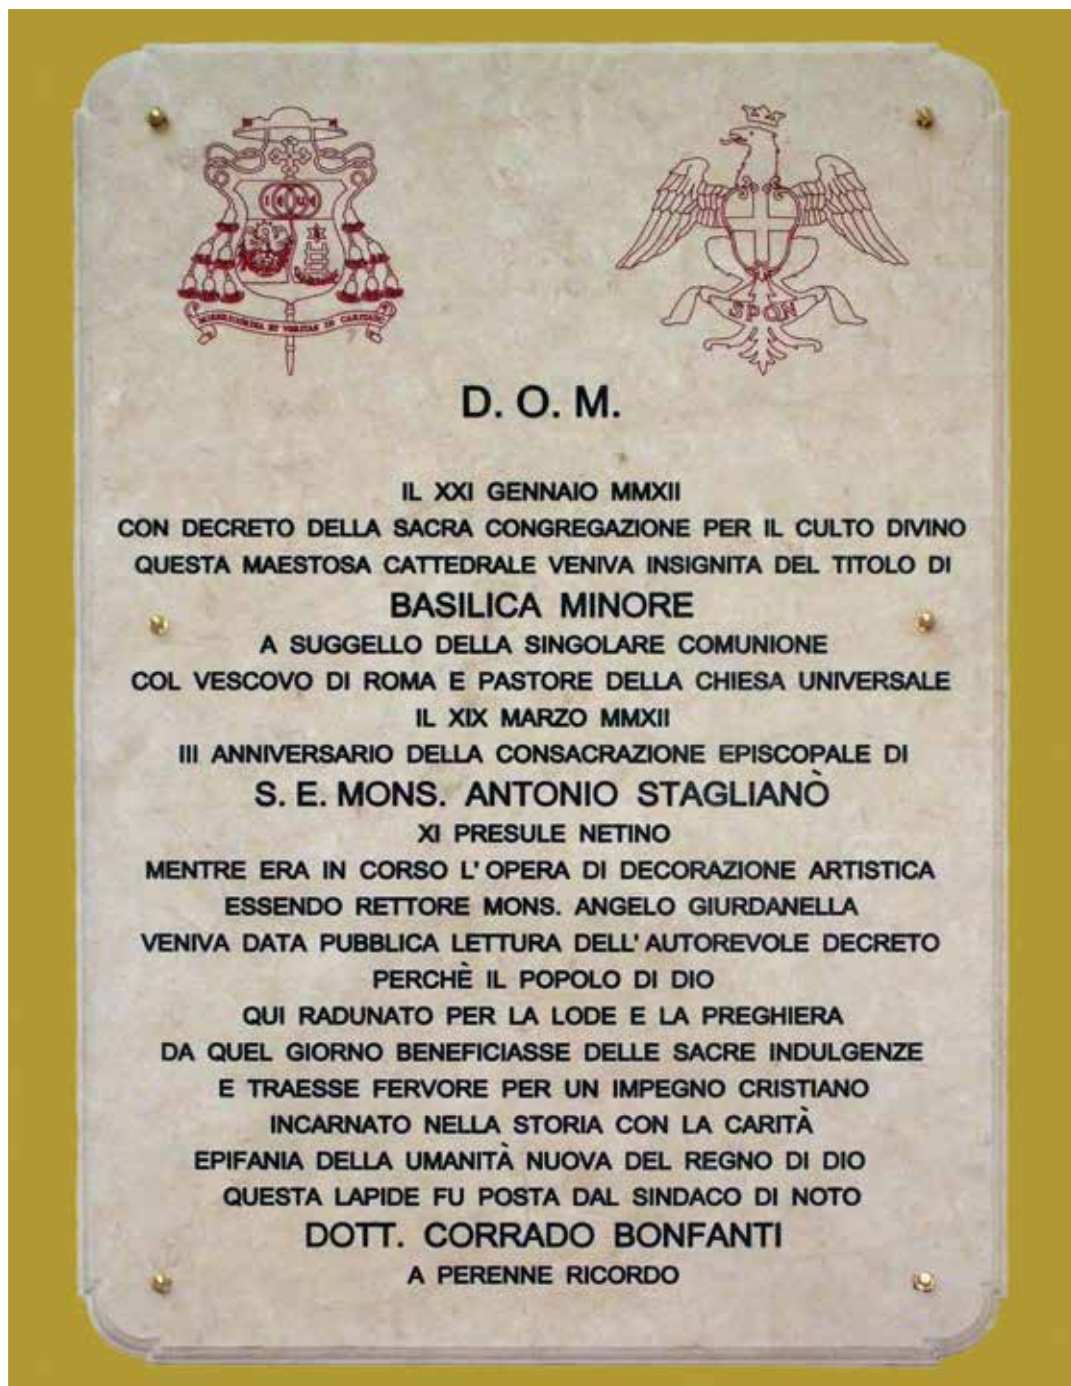 MISERICORDIA ET VERITAS IN CARITATE
SPQN
D. O. M.
IL XXI GENNAIO MMXII
CON DECRETO DELLA SACRA CONGREGAZIONE PER IL CULTO DIVINO
QUESTA MAESTOSA CATTEDRALE VENIVA INSIGNITA DEL TITOLO DI
BASILICA MINORE
A SUGGELLO DELLA SINGOLARE COMUNIONE
COL VESCOVO DI ROMA E PASTORE DELLA CHIESA UNIVERSALE
IL XIX MARZO MMXII
III ANNIVERSARIO DELLA CONSACRAZIONE EPISCOPALE DI
S. E. MONS. ANTONIO STAGLIANÒ
XI PRESULE NETINO
MENTRE ERA IN CORSO L' OPERA DI DECORAZIONE ARTISTICA
ESSENDO RETTORE MONS. ANGELO GIURDANELLA
VENIVA DATA PUBBLICA LETTURA DELL' AUTOREVOLE DECRETO
PERCHÈ IL POPOLO DI DIO
QUI RADUNATO PER LA LODE E LA PREGHIERA
DA QUEL GIORNO BENEFICIASSE DELLE SACRE INDULGENZE
E TRAESSE FERVORE PER UN IMPEGNO CRISTIANO
INCARNATO NELLA STORIA CON LA CARITÀ
EPIFANIA DELLA UMANITÀ NUOVA DEL REGNO DI DIO
QUESTA LAPIDE FU POSTA DAL SINDACO DI NOTO
DOTT. CORRADO BONFANTI
A PERENNE RICORDO